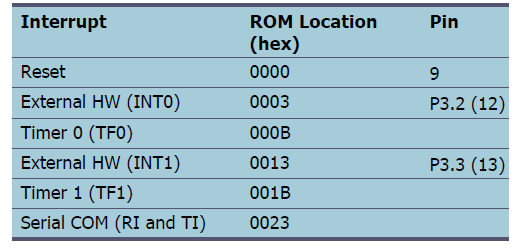 Interrupt ROM Location Pin
(hex)
Reset 0000 9
External HW (INT0) 0003 P3.2 (12)
Timer 0 (TF0) 000B
External HW (INT1) 0013 P3.3 (13)
Timer 1 (TF1) 001B
Serial COM (RI and TI) 0023